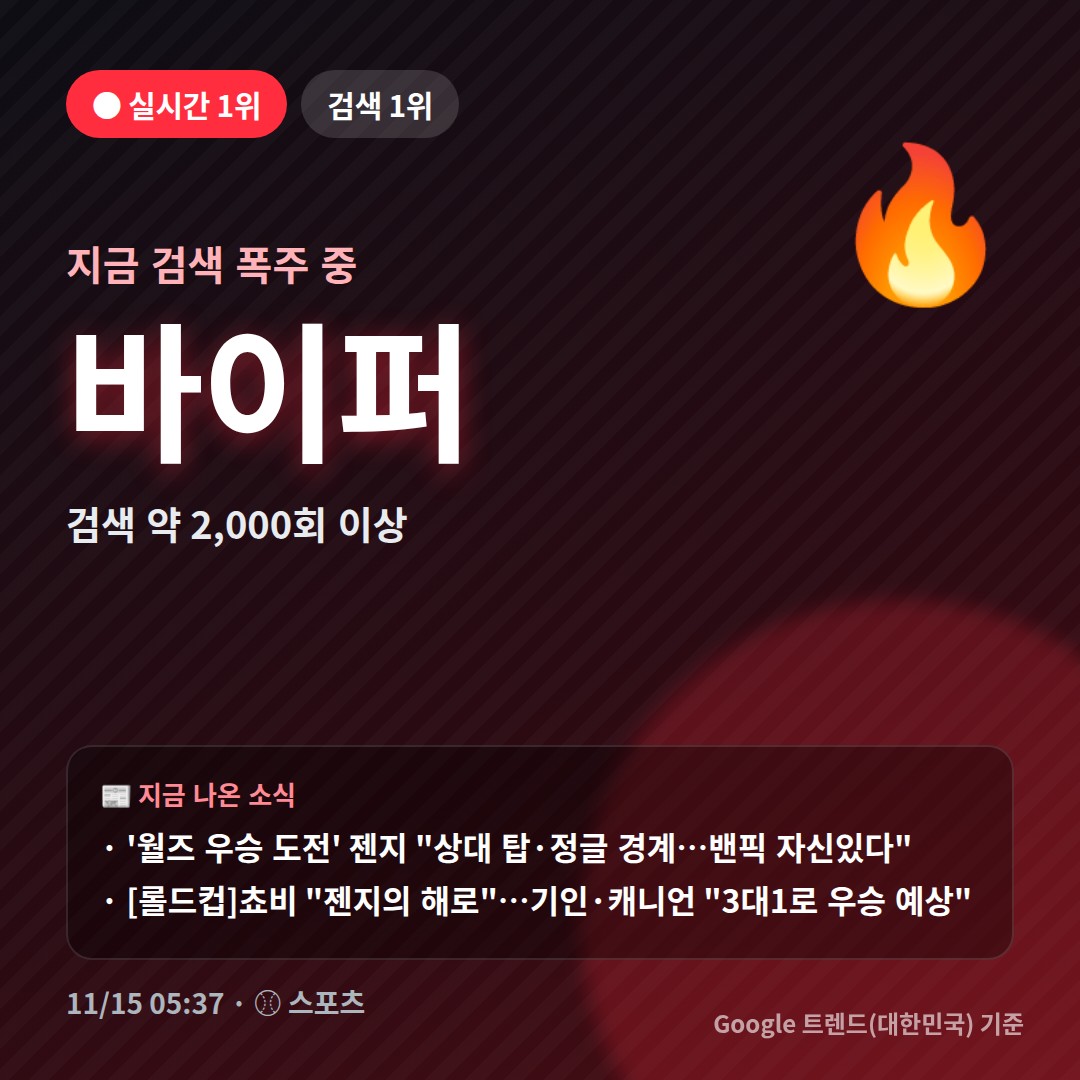 실시간 1위
검색 1위
지금 검색 폭주 중
바이퍼
검색 약 2,000회 이상
📰 지금 나온 소식
· '월즈 우승 도전' 젠지 "상대 탑·정글 경계…밴픽 자신있다"
· [롤드컵]쵸비 "젠지의 해로"…기인·캐니언 "3대1로 우승 예상"
11/15 05:37 · ⚾ 스포츠
Google 트렌드(대한민국) 기준